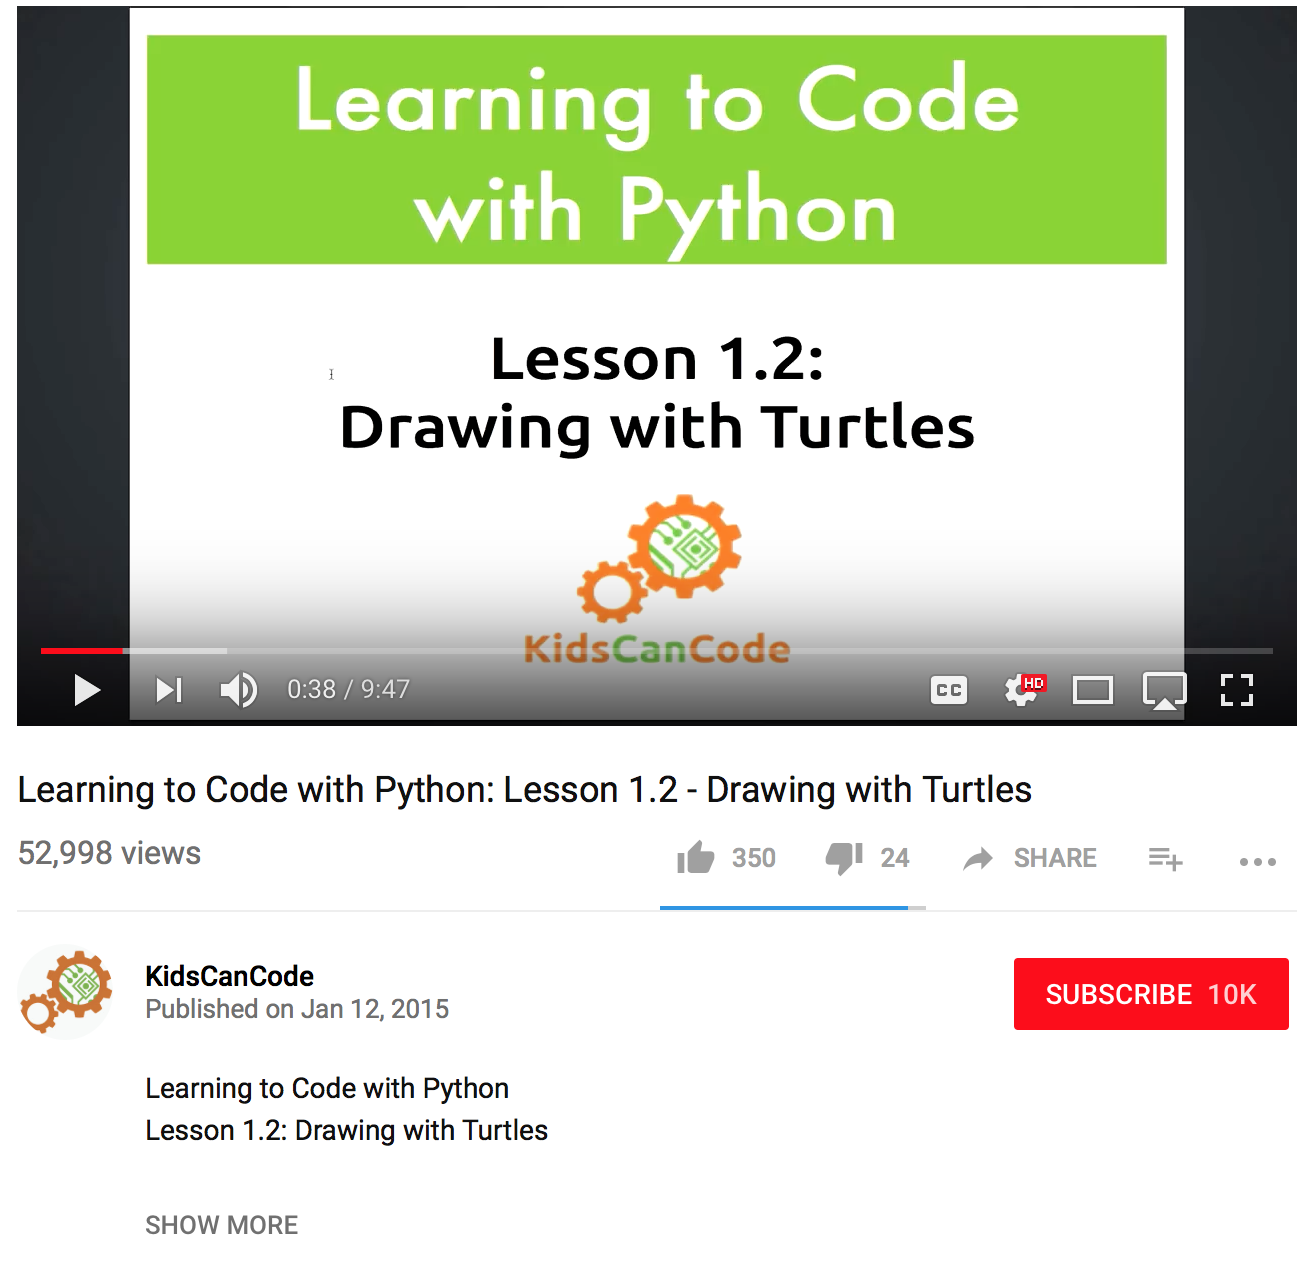 Learning to Code
with Python
Lesson 1.2:
Drawing with Turtles
KidsCanCode
0:38 / 9:47
CC
HD
Learning to Code with Python: Lesson 1.2 - Drawing with Turtles
52,998 views
350
24
SHARE
KidsCanCode
Published on Jan 12, 2015
SUBSCRIBE 10K
Learning to Code with Python
Lesson 1.2: Drawing with Turtles
SHOW MORE